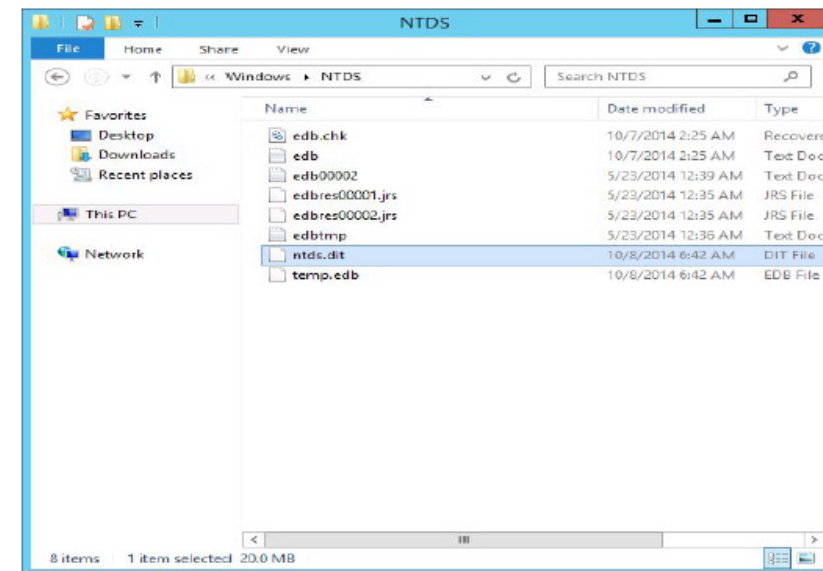 NTDS
File Home Share View
« Windows ▸ NTDS Search NTDS
Name Date modified Type
Favorites
Desktop
Downloads
Recent places
This PC
Network
edb.chk 10/7/2014 2:25 AM Recovere
edb 10/7/2014 2:25 AM Text Doc
edb00002 5/23/2014 12:39 AM Text Doc
edbres00001.jrs 5/23/2014 12:35 AM JRS File
edbres00002.jrs 5/23/2014 12:35 AM JRS File
edbtmp 5/23/2014 12:36 AM Text Doc
ntds.dit 10/8/2014 6:42 AM DIT File
temp.edb 10/8/2014 6:42 AM EDB File
8 items 1 item selected 20.0 MB